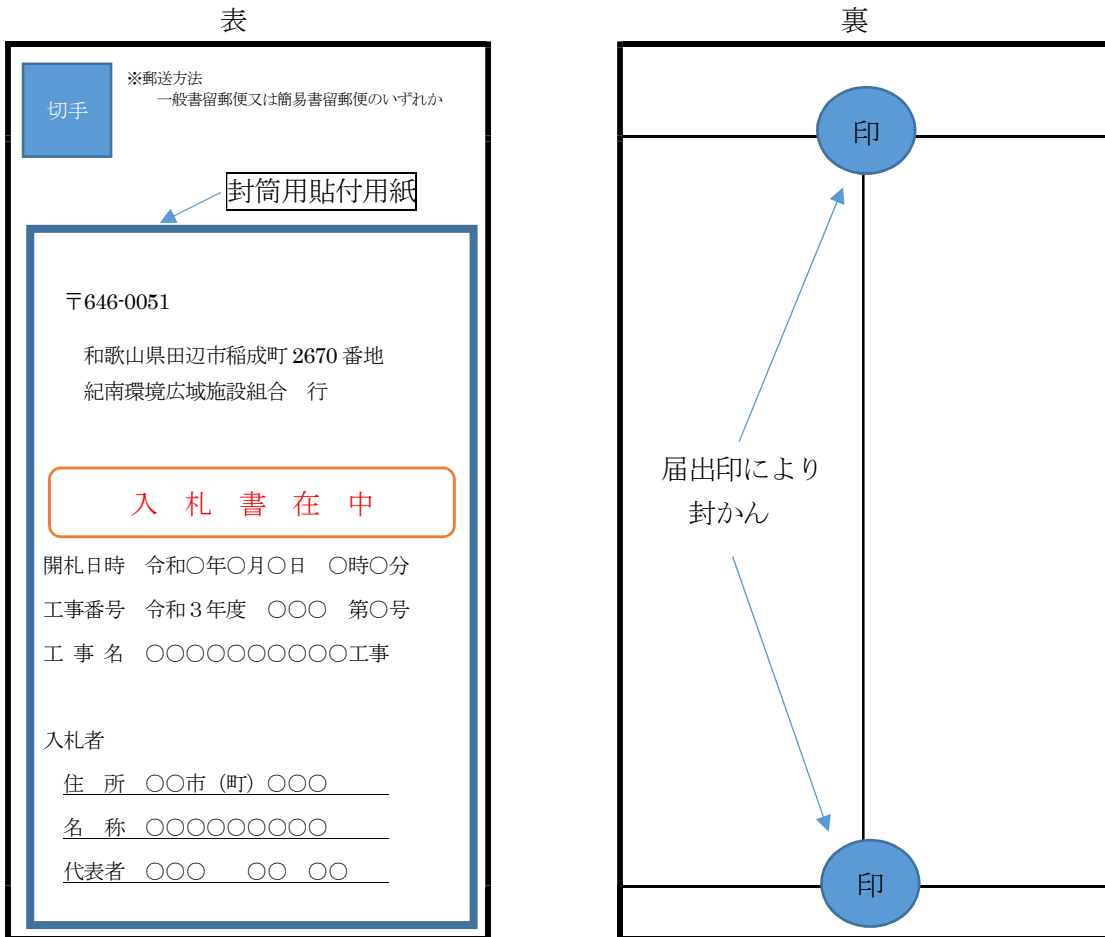 表
切手
※郵送方法
一般書留郵便又は簡易書留郵便のいずれか
封筒用貼付用紙
〒646-0051
和歌山県田辺市稲成町 2670 番地
紀南環境広域施設組合　行
入　札　書　在　中
開札日時　令和○年○月○日　○時○分
工事番号　令和３年度　○○○　第○号
工 事 名　○○○○○○○○○○工事
入札者
住　所　○○市（町）○○○
名　称　○○○○○○○○○
代表者　○○○　　○○　○○
裏
印
届出印により
封かん
印